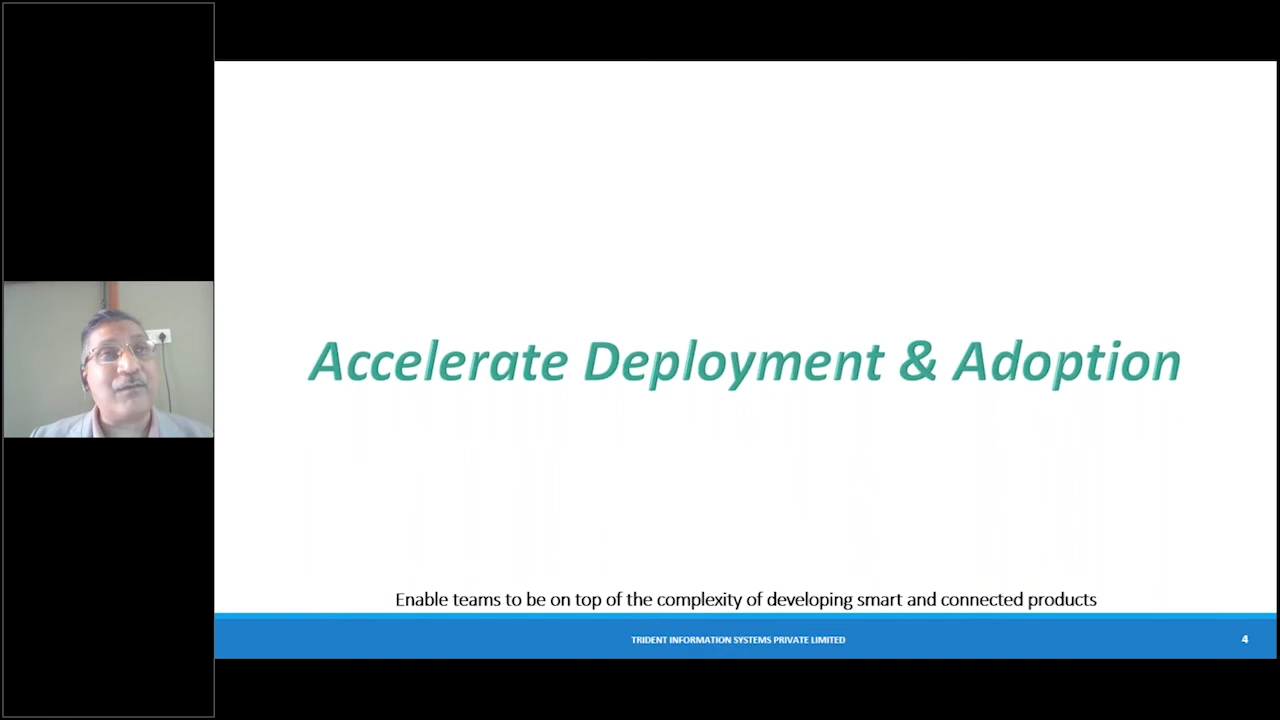 Accelerate Deployment & Adoption
Enable teams to be on top of the complexity of developing smart and connected products
TRIDENT INFORMATION SYSTEMS PRIVATE LIMITED
4